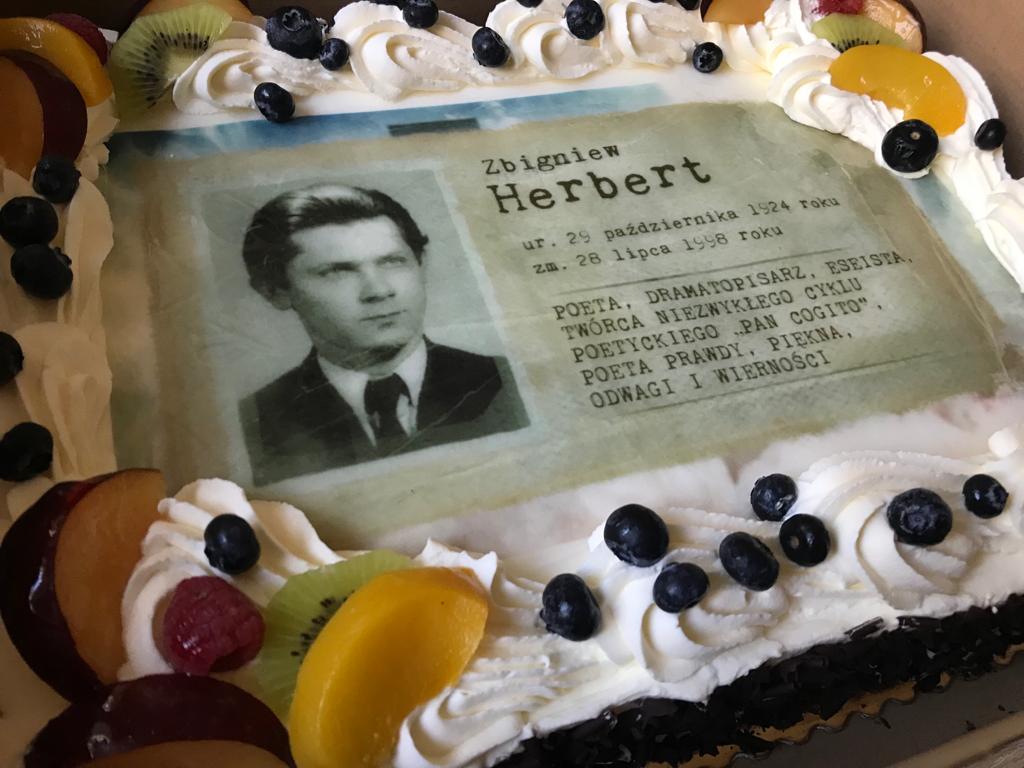 Zbigniew
Herbert
ur. 29 października 1924 roku
zm. 28 lipca 1998 roku
POETA, DRAMATOPISARZ, ESEISTA,
TWÓRCA NIEZWYKŁEGO CYKLU
POETYCKIEGO „PAN COGITO",
POETA PRAWDY, PIĘKNA,
ODWAGI I WIERNOŚCI